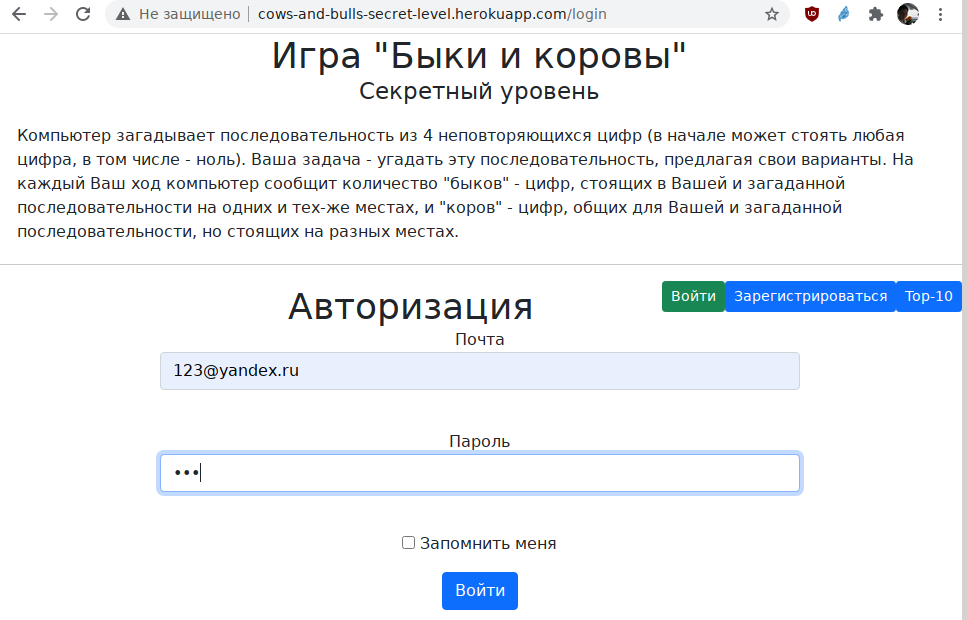 Не защищено
cows-and-bulls-secret-level.herokuapp.com/login
Игра "Быки и коровы"
Секретный уровень
Компьютер загадывает последовательность из 4 неповторяющихся цифр (в начале может стоять любая
цифра, в том числе - ноль). Ваша задача - угадать эту последовательность, предлагая свои варианты. На
каждый Ваш ход компьютер сообщит количество "быков" - цифр, стоящих в Вашей и загаданной
последовательности на одних и тех-же местах, и "коров" - цифр, общих для Вашей и загаданной
последовательности, но стоящих на разных местах.
Войти
Зарегистрироваться
Top-10
Авторизация
Почта
123@yandex.ru
Пароль
•••
Запомнить меня
Войти